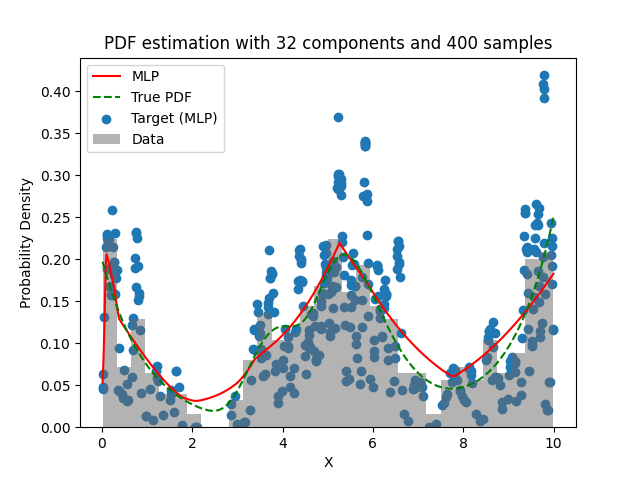 PDF estimation with 32 components and 400 samples
MLP
True PDF
Target (MLP)
Data
Probability Density
0.40
0.35
0.30
0.25
0.20
0.15
0.10
0.05
0.00
0 2 4 6 8 10
X